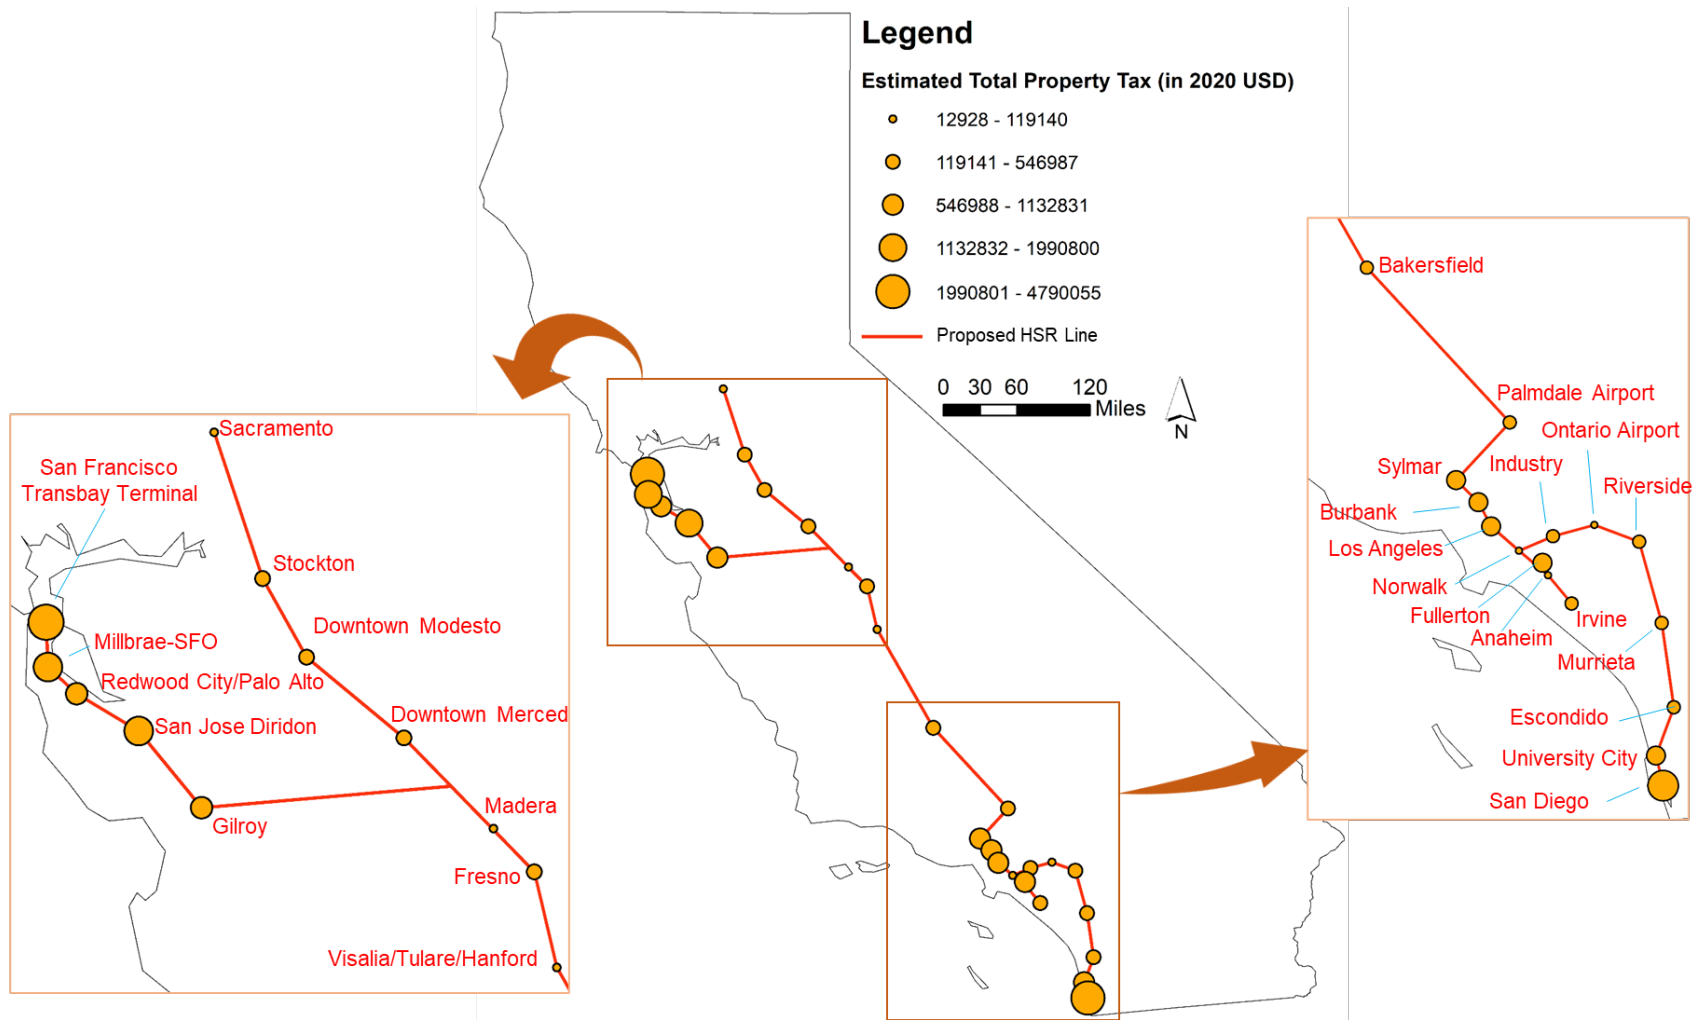 Legend
Estimated Total Property Tax (in 2020 USD)
12928 - 119140
119141 - 546987
546988 - 1132831
1132832 - 1990800
1990801 - 4790055
Proposed HSR Line
0 30 60 120
Miles
N
Sacramento
San Francisco
Transbay Terminal
Stockton
Downtown Modesto
Millbrae-SFO
Redwood City/Palo Alto
San Jose Diridon
Downtown Merced
Gilroy
Madera
Fresno
Visalia/Tulare/Hanford
Bakersfield
Palmdale Airport
Ontario Airport
Sylmar
Industry
Riverside
Burbank
Los Angeles
Norwalk
Fullerton
Anaheim
Irvine
Murrieta
Escondido
University City
San Diego